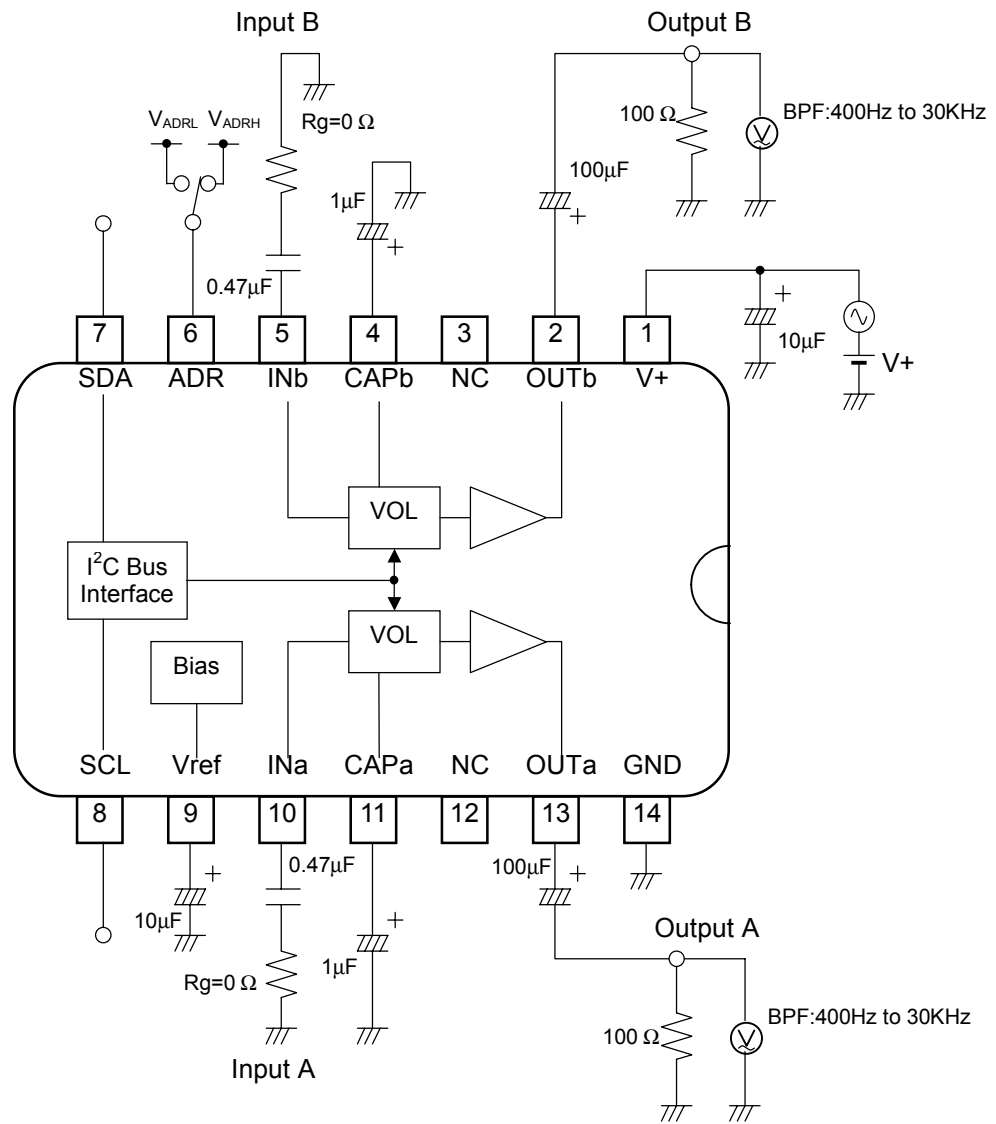 Input B
Output B
V_ADRL V_ADRH
Rg=0 Ω
100 Ω
BPF:400Hz to 30KHz
1µF
+
100µF
+
0.47µF
+
10µF
V+
7 6 5 4 3 2 1
SDA ADR INb CAPb NC OUTb V+
VOL
I²C Bus
Interface
VOL
Bias
SCL Vref INa CAPa NC OUTa GND
8 9 10 11 12 13 14
+
10µF
0.47µF
Rg=0 Ω
Input A
+
1µF
100µF
+
Output A
100 Ω
BPF:400Hz to 30KHz